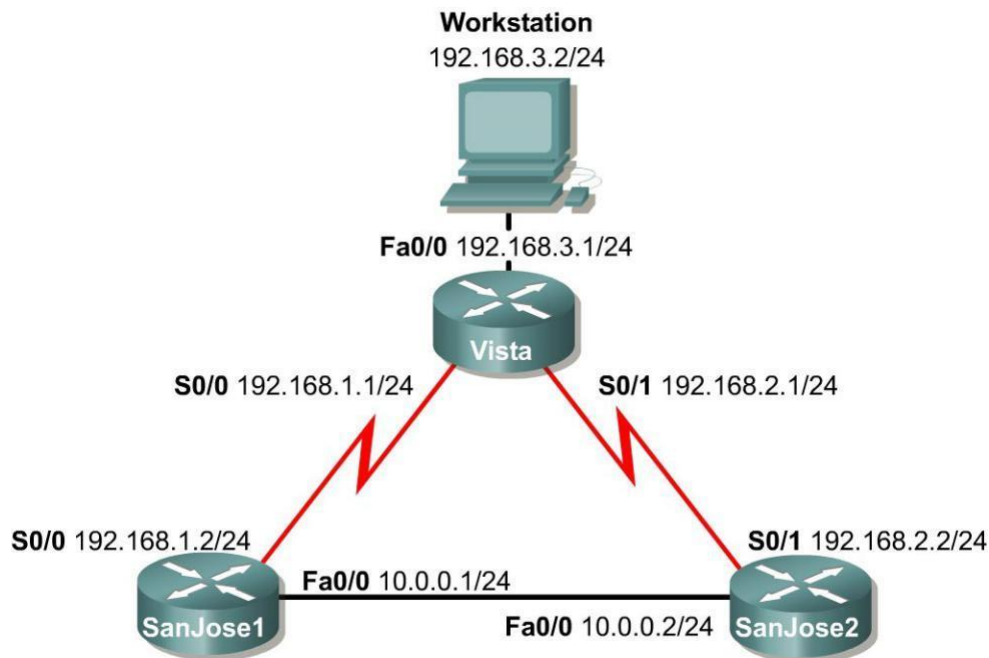 Workstation
192.168.3.2/24
Fa0/0 192.168.3.1/24
Vista
S0/0 192.168.1.1/24
S0/1 192.168.2.1/24
S0/0 192.168.1.2/24
S0/1 192.168.2.2/24
Fa0/0 10.0.0.1/24
SanJose1
Fa0/0 10.0.0.2/24
SanJose2